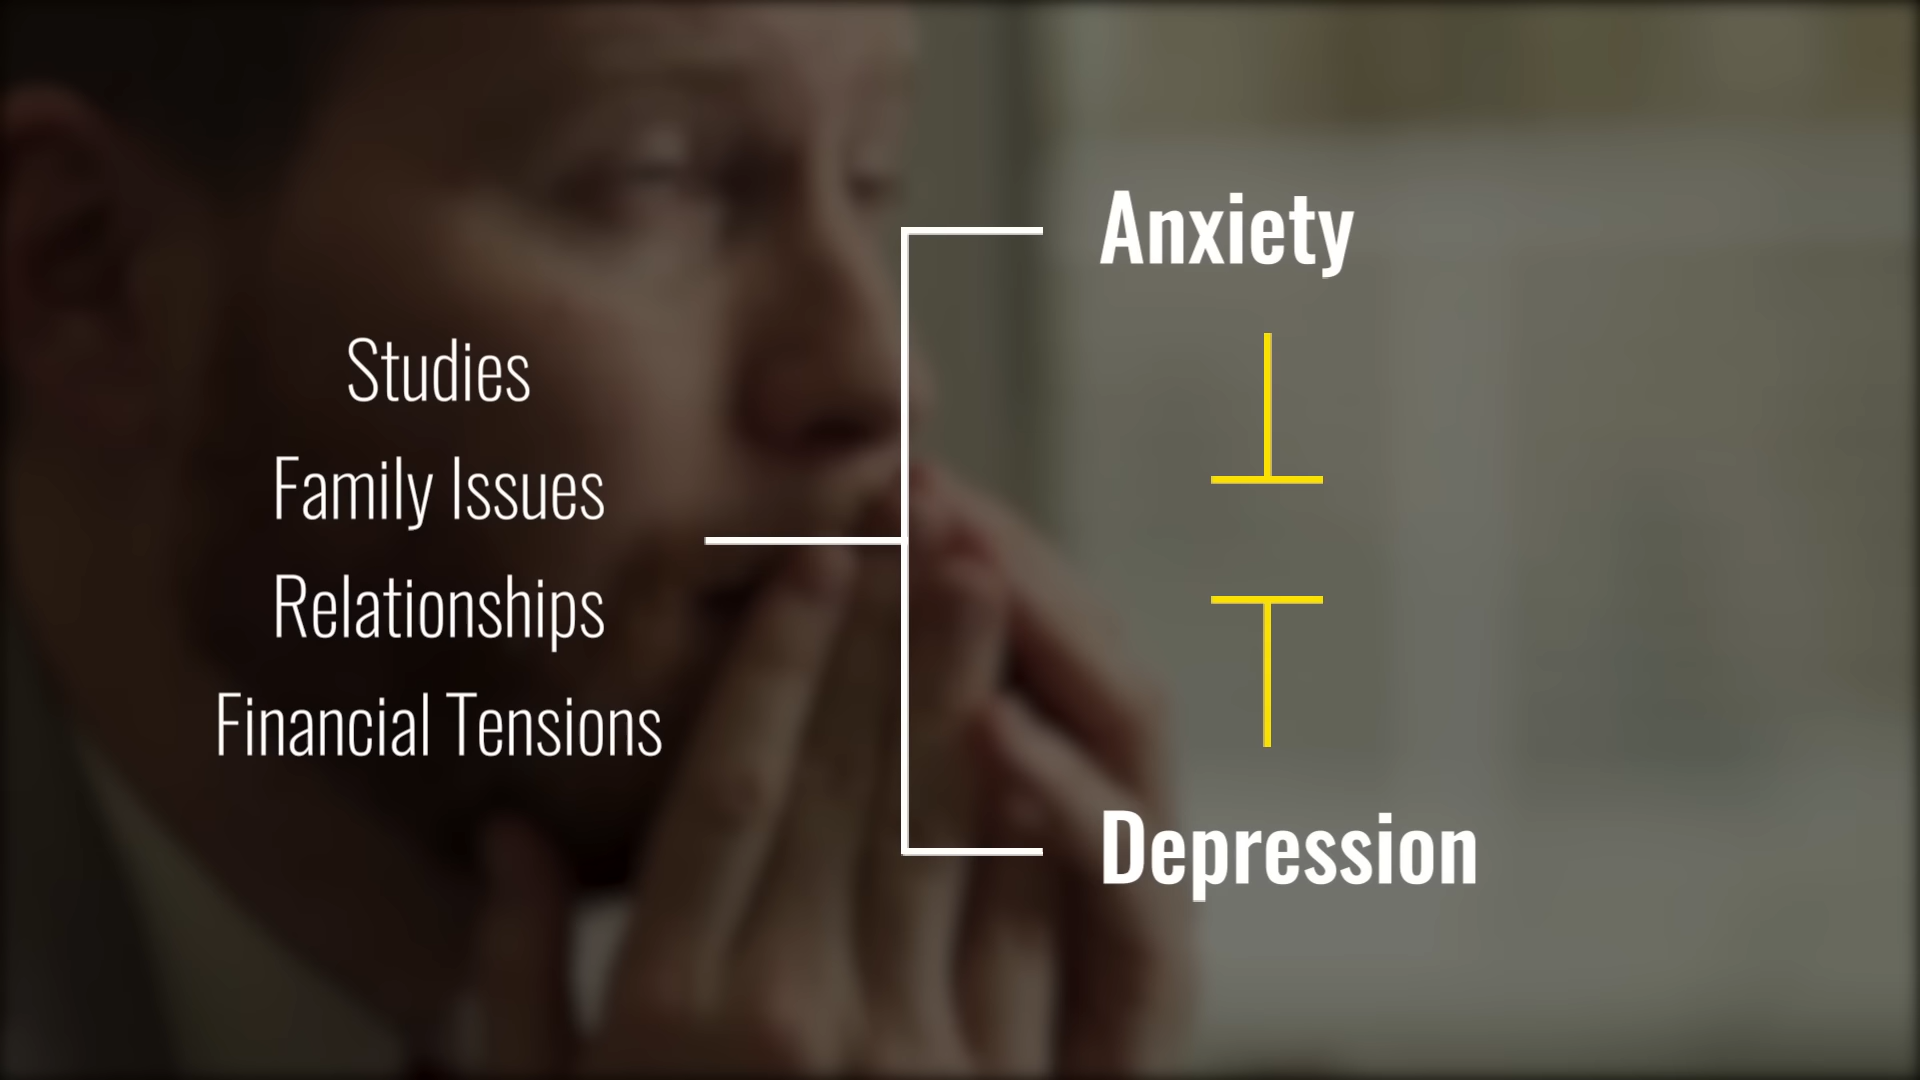 Studies
Family Issues
Relationships
Financial Tensions
Anxiety
Depression